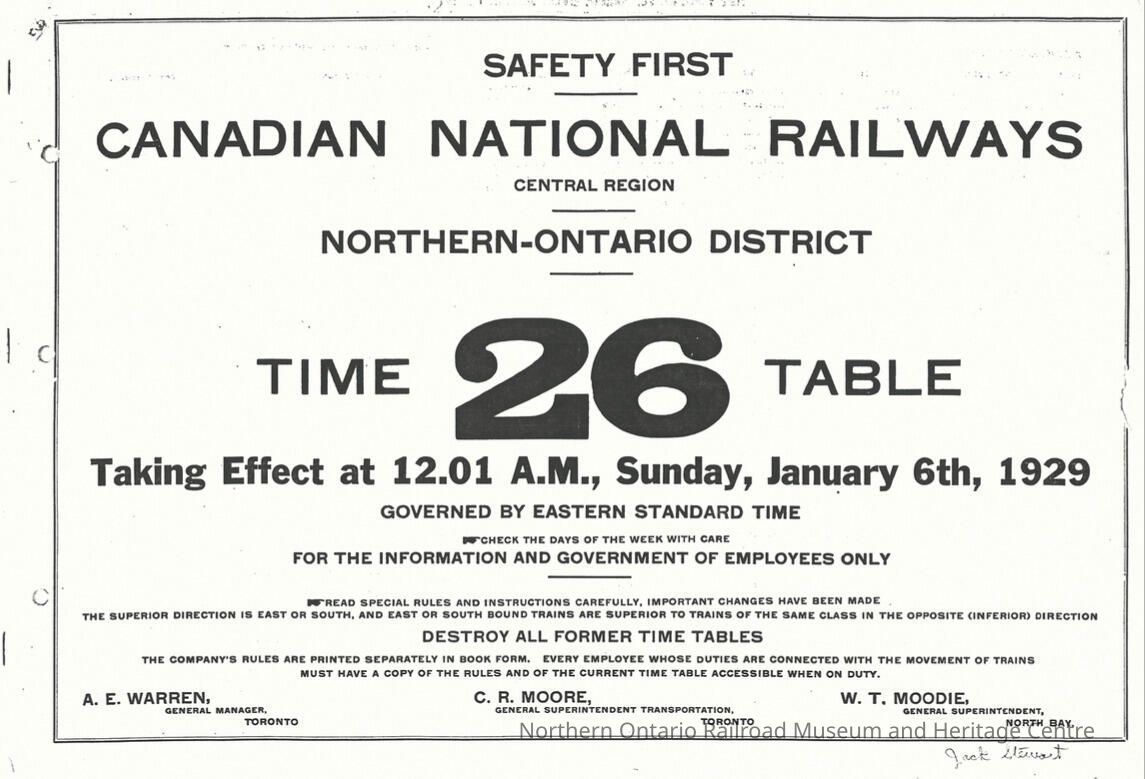 SAFETY FIRST
CANADIAN NATIONAL RAILWAYS
CENTRAL REGION
NORTHERN-ONTARIO DISTRICT
TIME 26 TABLE
Taking Effect at 12.01 A.M., Sunday, January 6th, 1929
GOVERNED BY EASTERN STANDARD TIME
☛CHECK THE DAYS OF THE WEEK WITH CARE
FOR THE INFORMATION AND GOVERNMENT OF EMPLOYEES ONLY
☛READ SPECIAL RULES AND INSTRUCTIONS CAREFULLY, IMPORTANT CHANGES HAVE BEEN MADE
THE SUPERIOR DIRECTION IS EAST OR SOUTH, AND EAST OR SOUTH BOUND TRAINS ARE SUPERIOR TO TRAINS OF THE SAME CLASS IN THE OPPOSITE (INFERIOR) DIRECTION
DESTROY ALL FORMER TIME TABLES
THE COMPANY'S RULES ARE PRINTED SEPARATELY IN BOOK FORM. EVERY EMPLOYEE WHOSE DUTIES ARE CONNECTED WITH THE MOVEMENT OF TRAINS
MUST HAVE A COPY OF THE RULES AND OF THE CURRENT TIME TABLE ACCESSIBLE WHEN ON DUTY.
A. E. WARREN,
GENERAL MANAGER,
TORONTO
C. R. MOORE,
GENERAL SUPERINTENDENT TRANSPORTATION,
TORONTO
W. T. MOODIE,
GENERAL SUPERINTENDENT,
NORTH BAY.
Northern Ontario Railroad Museum and Heritage Centre
Jack Stewart